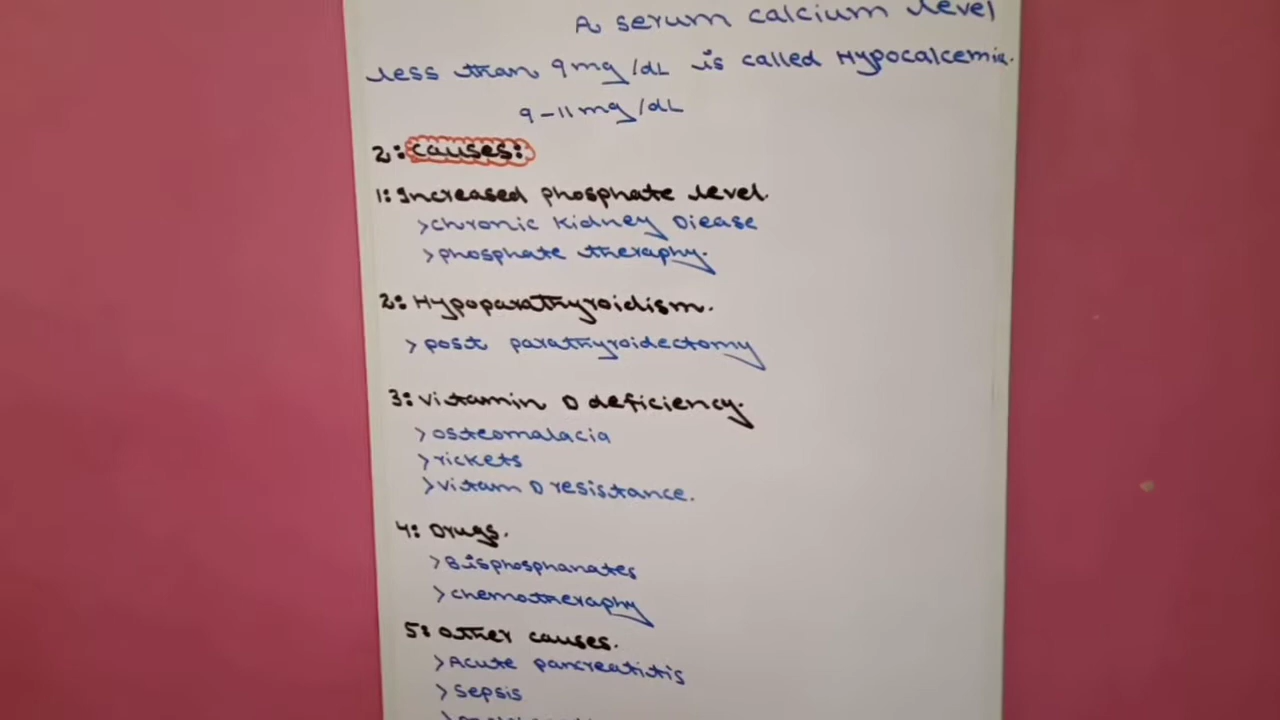 A serum calcium level
less than 9mg/dL is called Hypocalcemia.
9-11mg/dL
2: causes:
1: Increased phosphate level.
>chronic kidney Diease
>phosphate theraphy.
2: Hypoparathyroidism.
>post parathyroidectomy
3: vitamin D deficiency.
>osteomalacia
>rickets
>vitam D resistance.
4: Drugs.
>Bisphosphanates
>chemotheraphy
5: other causes.
>Acute pancreatitis
>sepsis